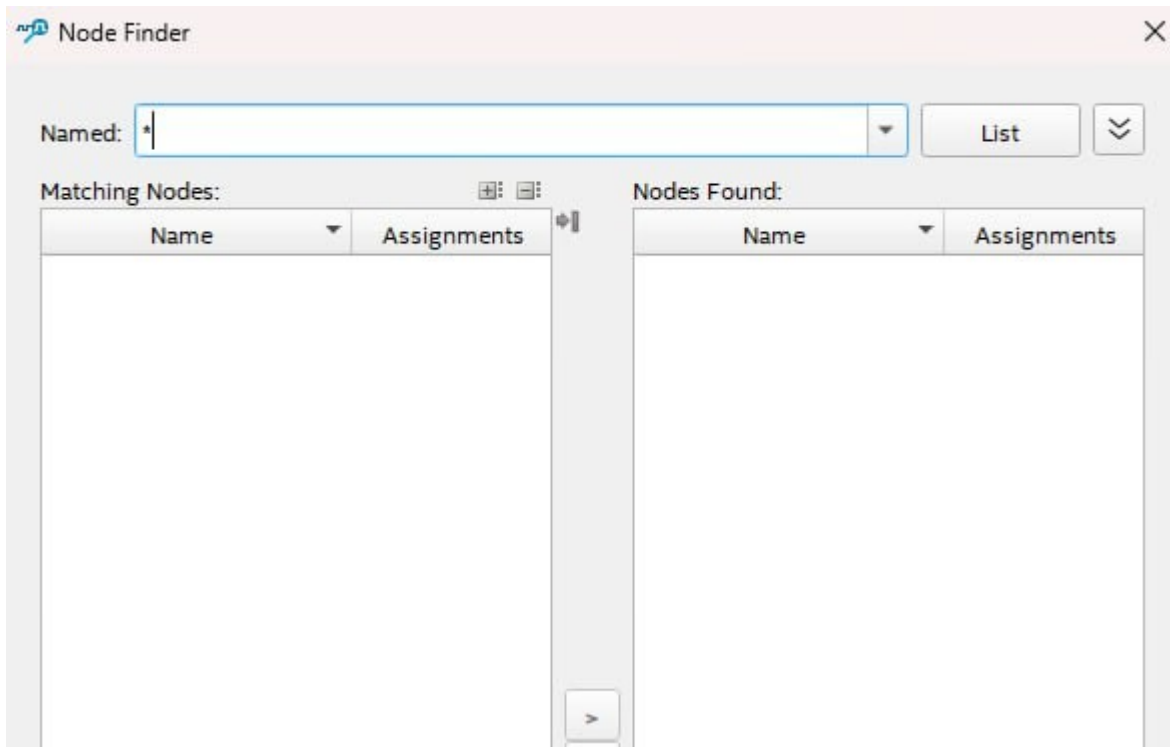 Node Finder
Named: * List
Matching Nodes: Nodes Found:
Name Assignments Name Assignments
>